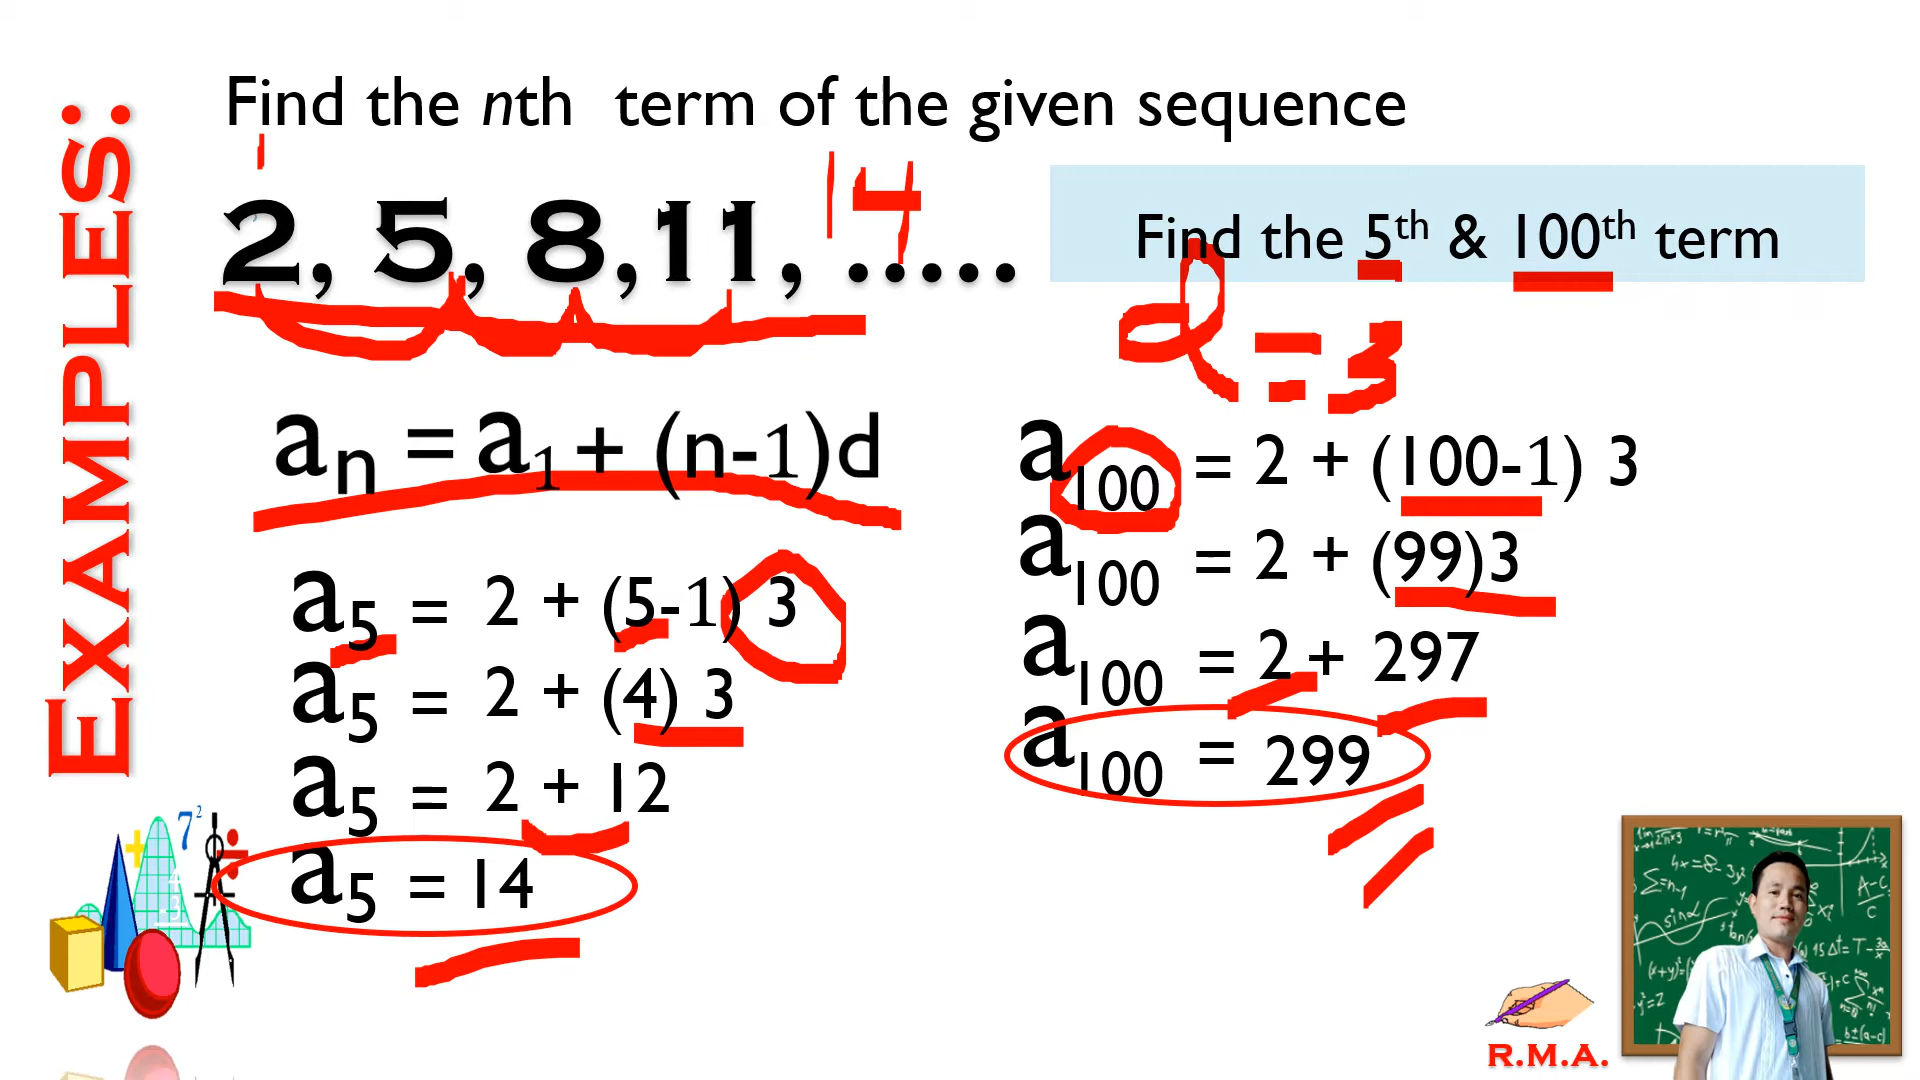 EXAMPLES:
Find the nth term of the given sequence
1
14
2, 5, 8, 11, .....
Find the 5th & 100th term
d = 3
an = a1 + (n-1)d
a5 = 2 + (5-1) 3
a5 = 2 + (4) 3
a5 = 2 + 12
a5 = 14
a100 = 2 + (100-1) 3
a100 = 2 + (99)3
a100 = 2 + 297
a100 = 299
7²
R.M.A.